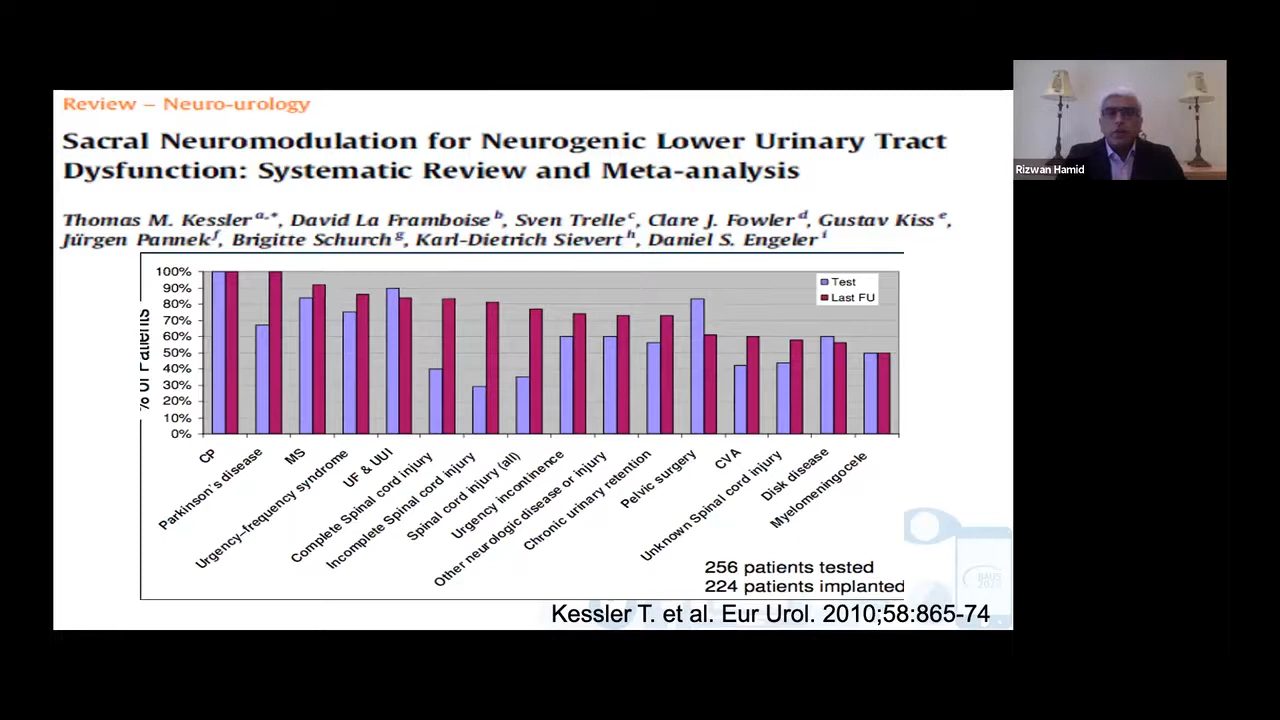 Review – Neuro-urology
Sacral Neuromodulation for Neurogenic Lower Urinary Tract
Dysfunction: Systematic Review and Meta-analysis
Thomas M. Kessler a,*, David La Framboise b, Sven Trelle c, Clare J. Fowler d, Gustav Kiss e,
Jürgen Pannek f, Brigitte Schurch g, Karl-Dietrich Sievert h, Daniel S. Engeler i
Rizwan Hamid
% of Patients
100%
90%
80%
70%
60%
50%
40%
30%
20%
10%
0%
Test
Last FU
CP
Parkinson's disease
MS
Urgency–frequency syndrome
UF & UUI
Complete Spinal cord injury
Incomplete Spinal cord injury
Spinal cord injury (all)
Urgency incontinence
Other neurologic disease or injury
Chronic urinary retention
Pelvic surgery
CVA
Unknown Spinal cord injury
Disk disease
Myelomeningocele
256 patients tested
224 patients implanted
Kessler T. et al. Eur Urol. 2010;58:865-74